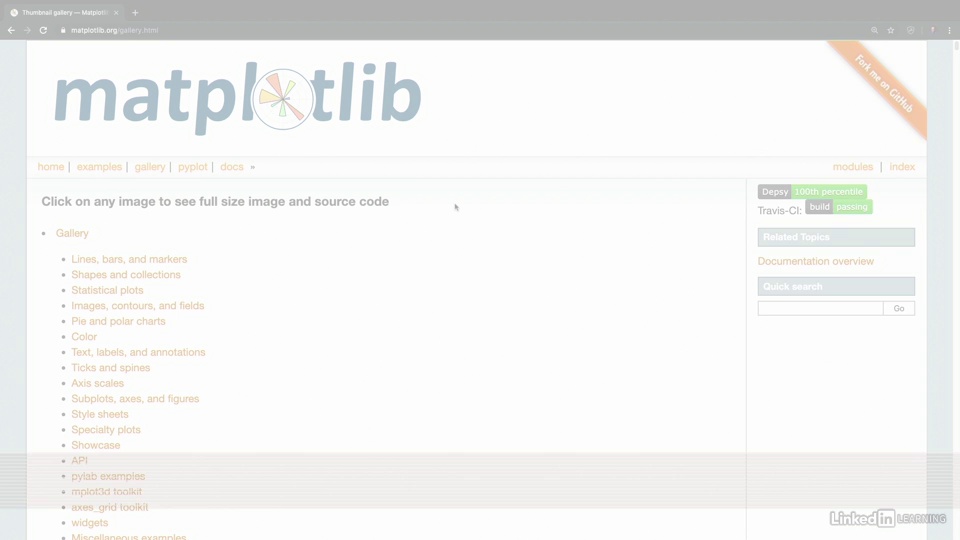 Thumbnail gallery — Matplotli
matplotlib.org/gallery.html
matplotlib
Fork me on GitHub
home | examples | gallery | pyplot | docs »
modules | index
Click on any image to see full size image and source code
Gallery
Lines, bars, and markers
Shapes and collections
Statistical plots
Images, contours, and fields
Pie and polar charts
Color
Text, labels, and annotations
Ticks and spines
Axis scales
Subplots, axes, and figures
Style sheets
Specialty plots
Showcase
API
pylab examples
mplot3d toolkit
axes_grid toolkit
widgets
Miscellaneous examples
Depsy 100th percentile
Travis-CI: build passing
Related Topics
Documentation overview
Quick search
Go
LinkedIn LEARNING